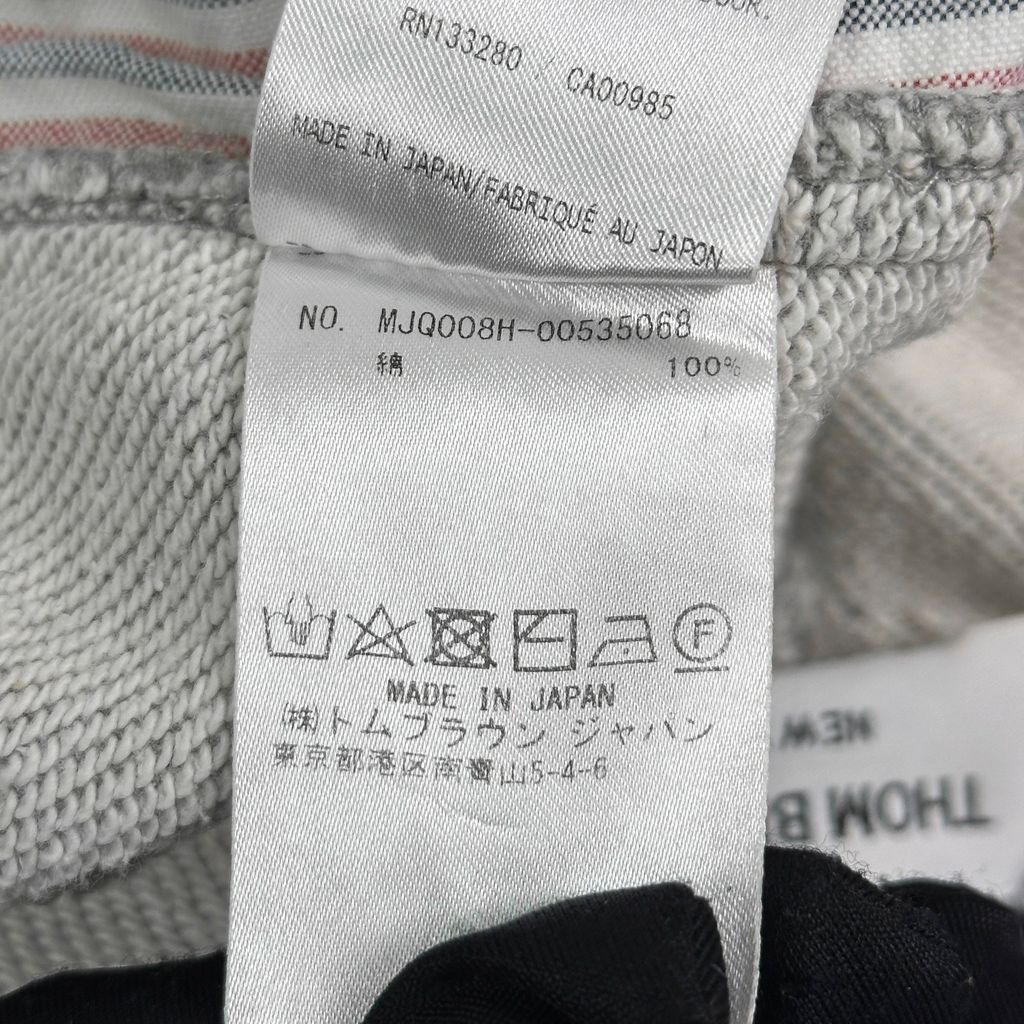 RN133280 / CA00985
MADE IN JAPAN/FABRIQUÉ AU JAPON
NO. MJQ008H-00535068
綿 100%
F
MADE IN JAPAN
(株)トムブラウン ジャパン
東京都港区南青山5-4-6
NEW
THOM B